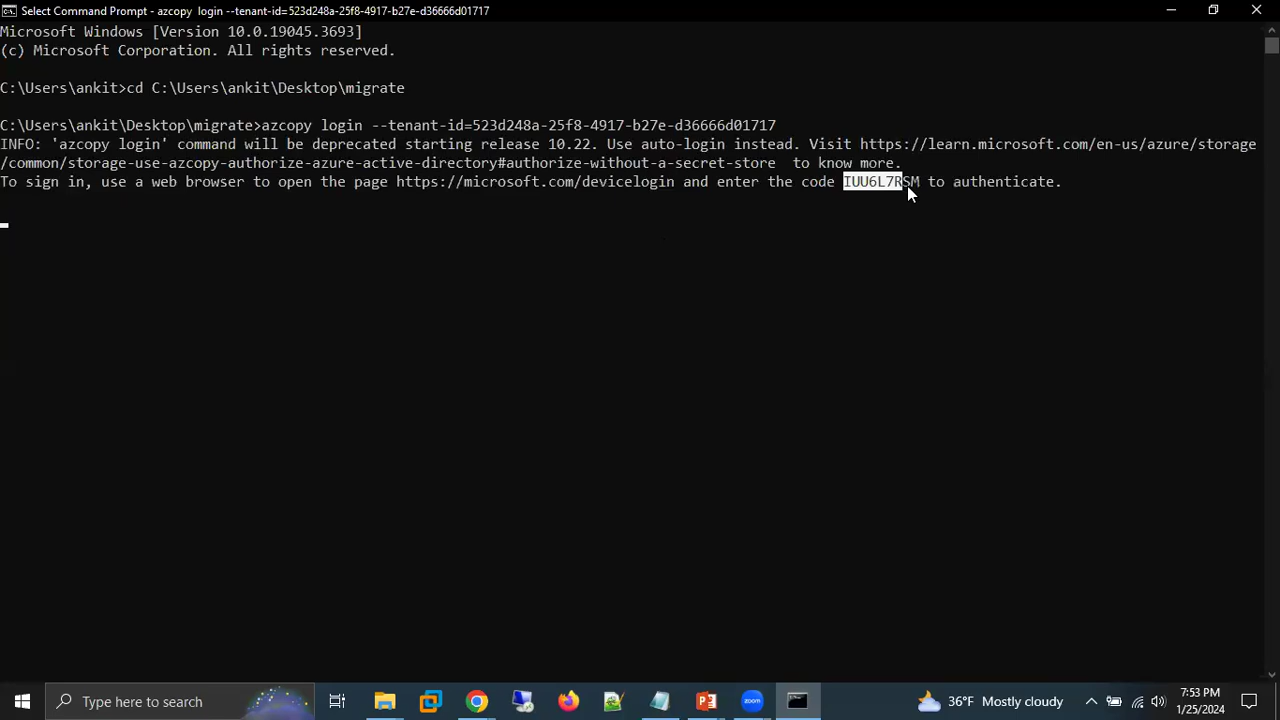 Select Command Prompt - azcopy  login --tenant-id=523d248a-25f8-4917-b27e-d36666d01717
Microsoft Windows [Version 10.0.19045.3693]
(c) Microsoft Corporation. All rights reserved.
C:\Users\ankit>cd C:\Users\ankit\Desktop\migrate
C:\Users\ankit\Desktop\migrate>azcopy login --tenant-id=523d248a-25f8-4917-b27e-d36666d01717
INFO: 'azcopy login' command will be deprecated starting release 10.22. Use auto-login instead. Visit https://learn.microsoft.com/en-us/azure/storage
/common/storage-use-azcopy-authorize-azure-active-directory#authorize-without-a-secret-store  to know more.
To sign in, use a web browser to open the page https://microsoft.com/devicelogin and enter the code IUU6L7RSM to authenticate.
Type here to search
zoom
36°F Mostly cloudy
7:53 PM
1/25/2024